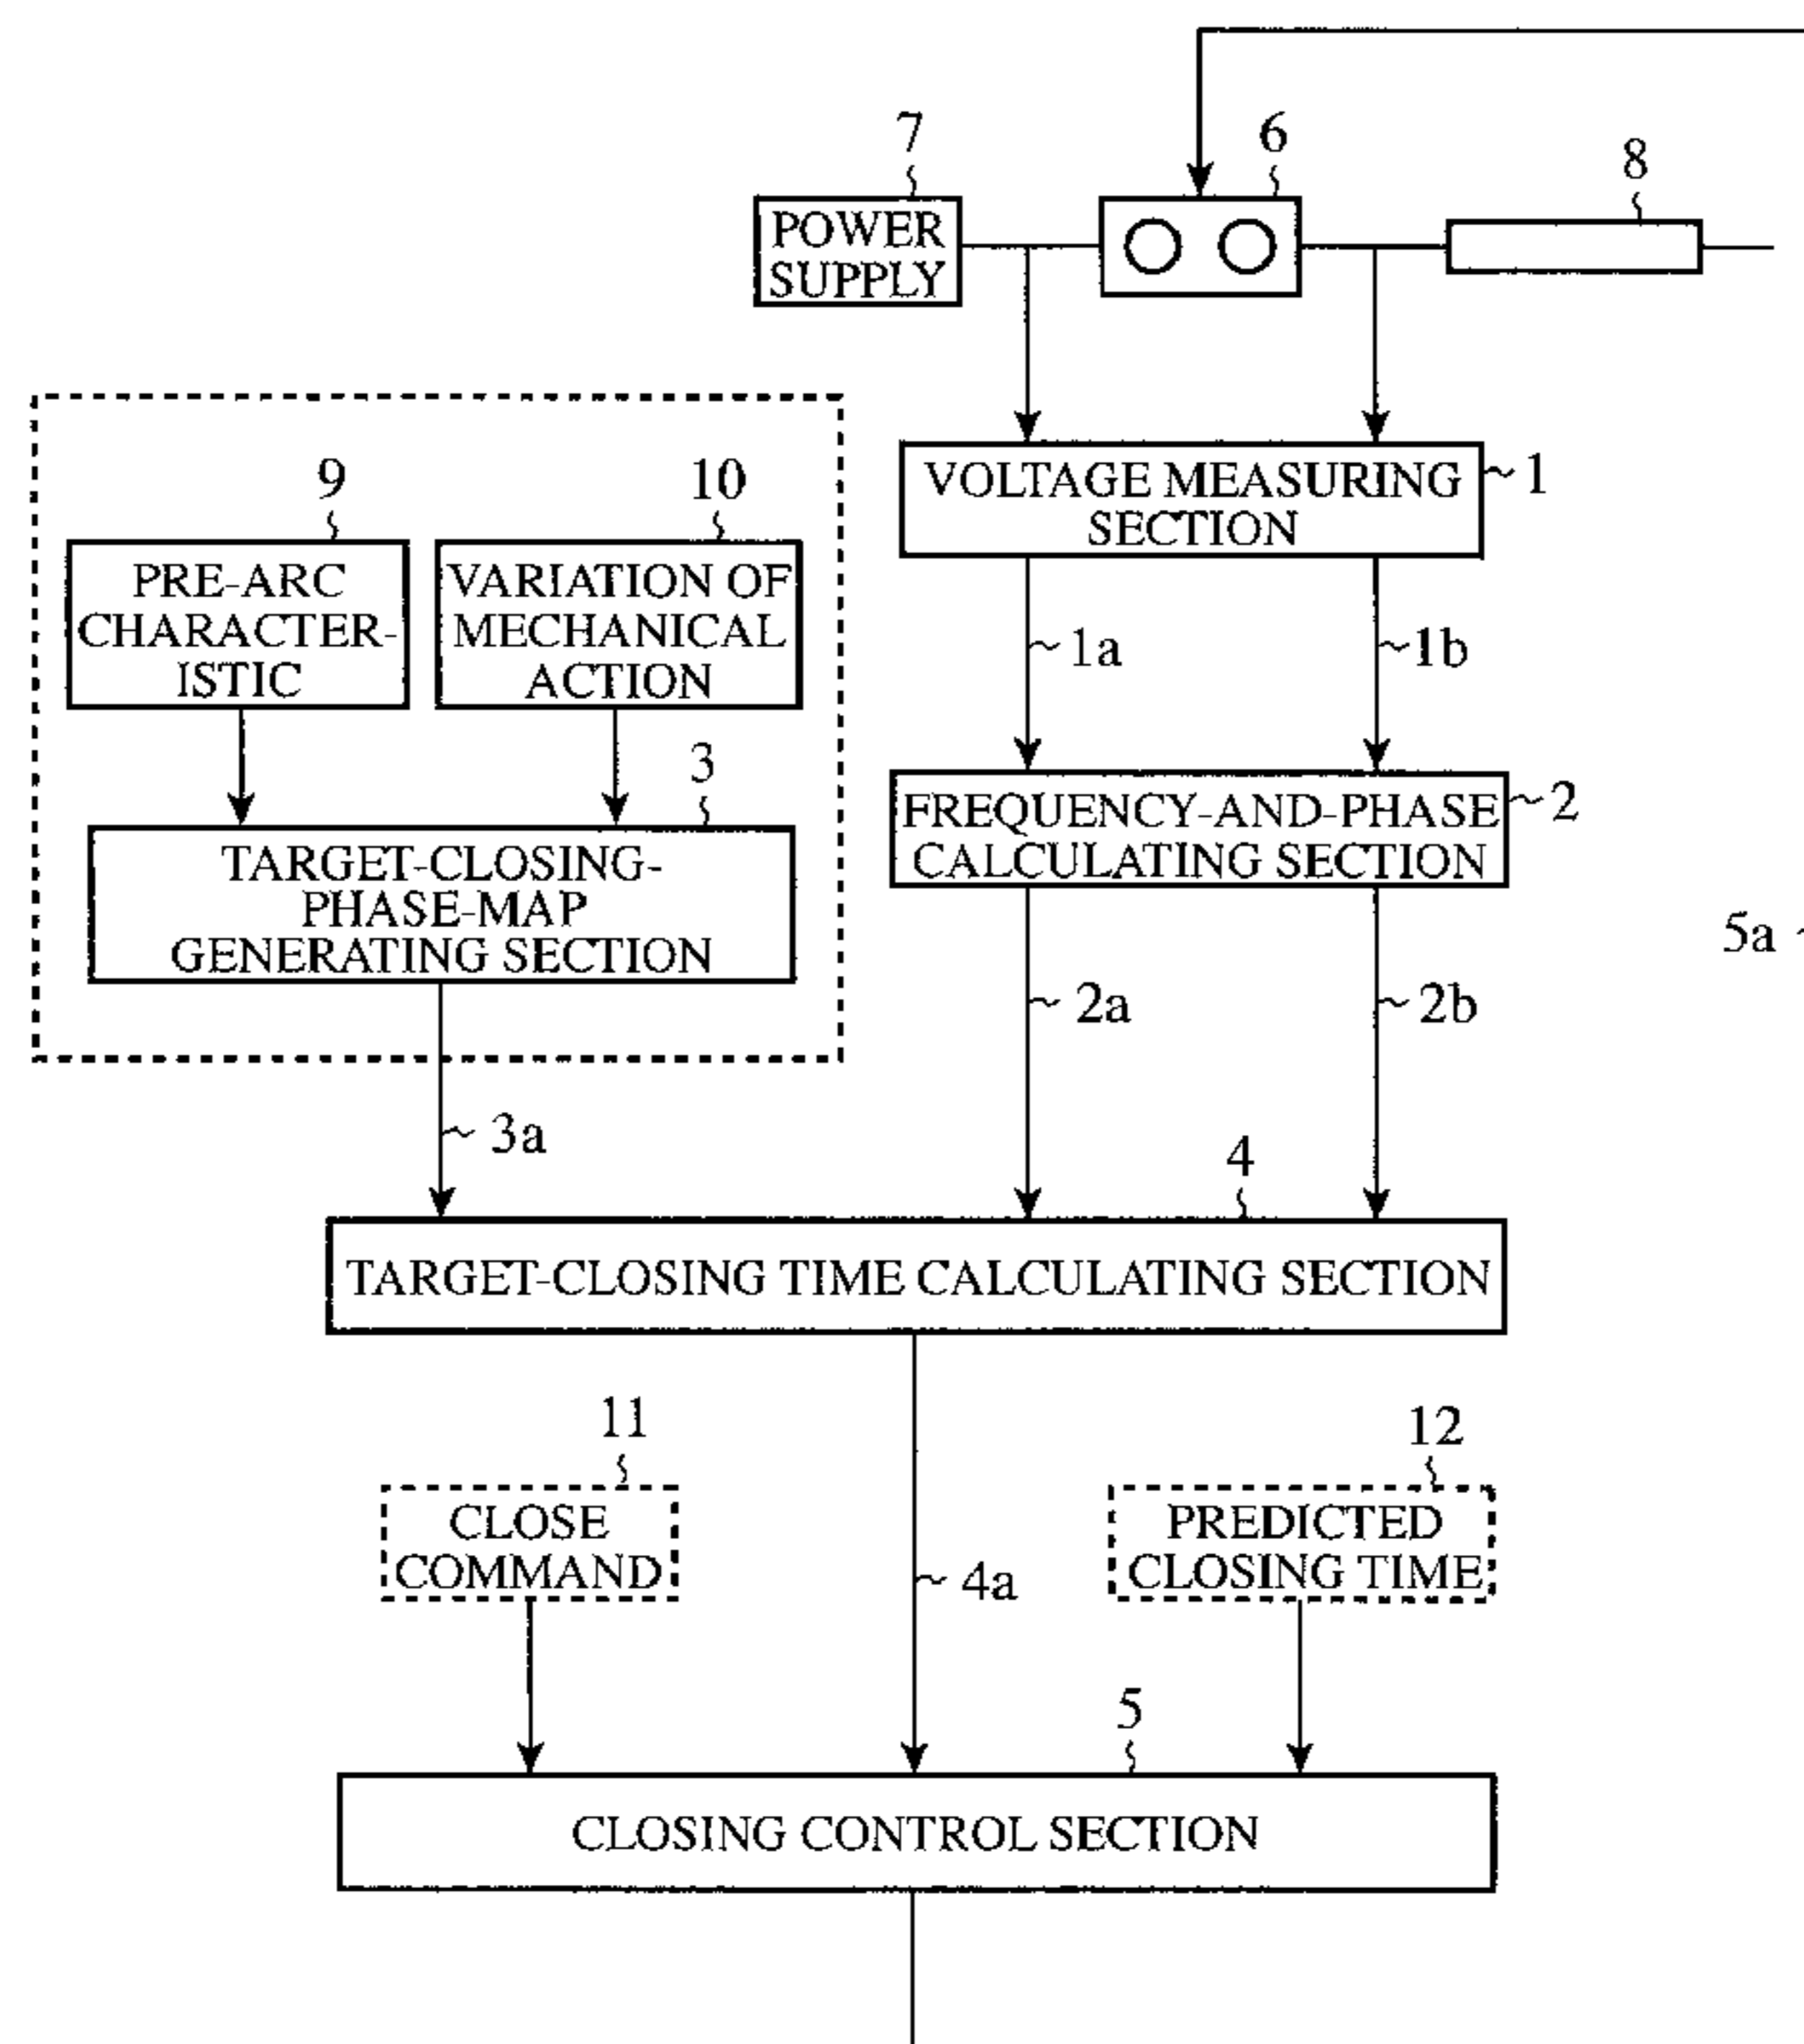 7
6
8
POWER
SUPPLY
VOLTAGE MEASURING
SECTION
1
9
10
PRE-ARC
CHARACTER-
ISTIC
VARIATION OF
MECHANICAL
ACTION
1a
1b
3
FREQUENCY-AND-PHASE
CALCULATING SECTION
2
TARGET-CLOSING-
PHASE-MAP
GENERATING SECTION
5a
2a
2b
3a
4
TARGET-CLOSING TIME CALCULATING SECTION
11
12
CLOSE
COMMAND
PREDICTED
CLOSING TIME
4a
5
CLOSING CONTROL SECTION